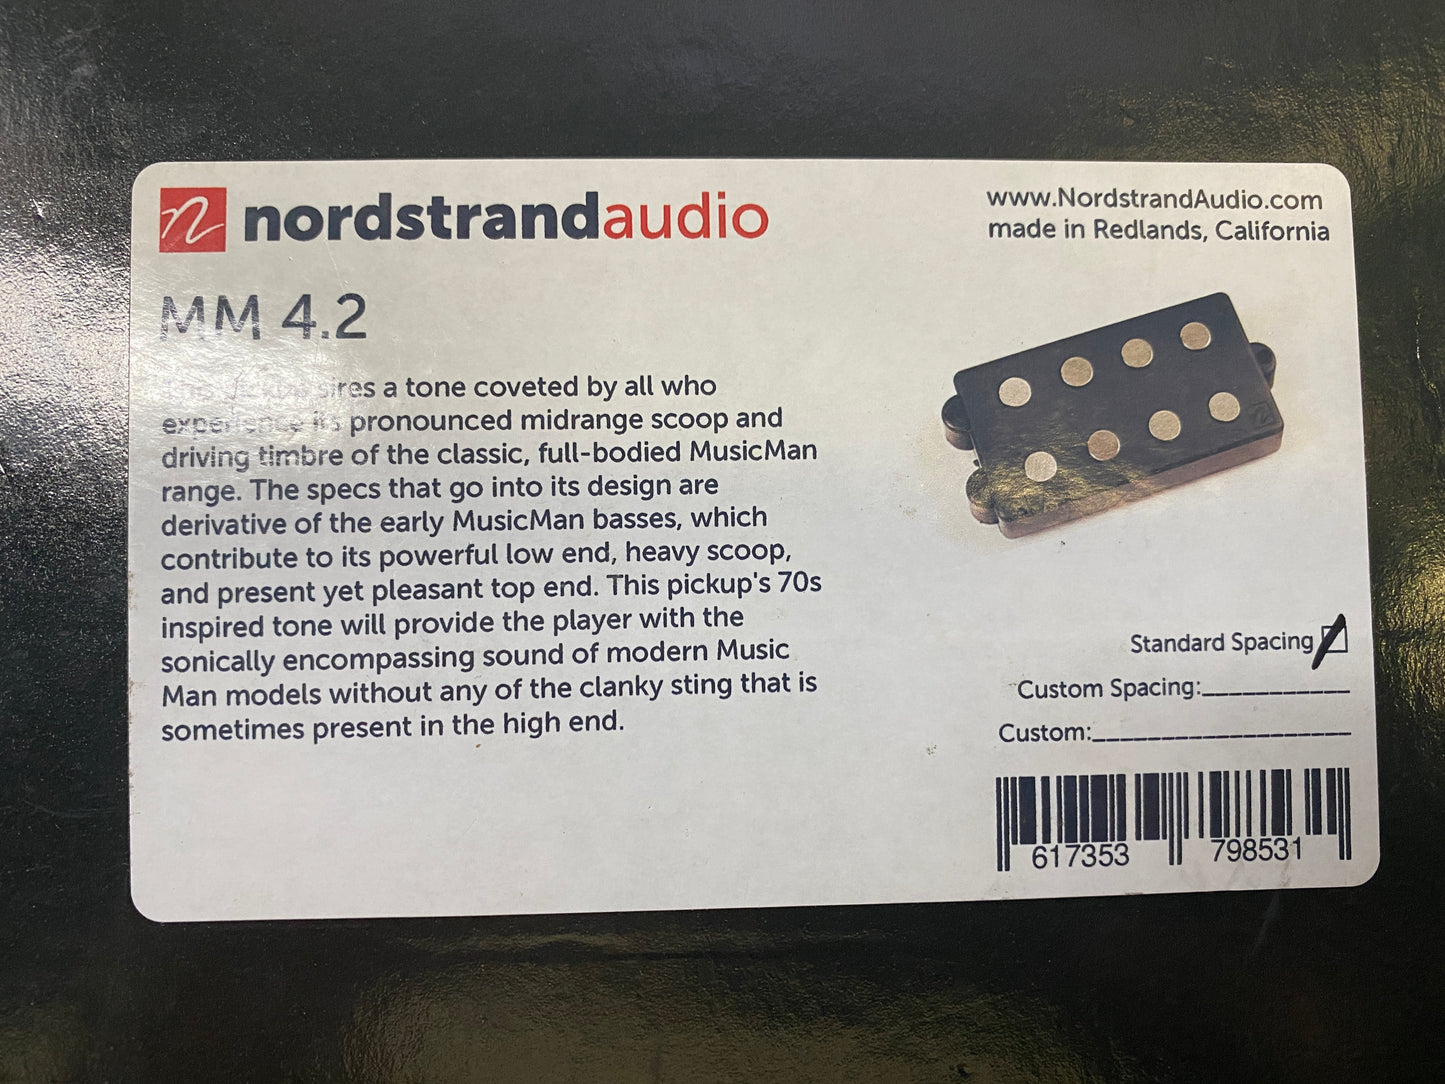 n nordstrandaudio
www.NordstrandAudio.com
made in Redlands, California
MM 4.2
sires a tone coveted by all who
experience its pronounced midrange scoop and
driving timbre of the classic, full-bodied MusicMan
range. The specs that go into its design are
derivative of the early MusicMan basses, which
contribute to its powerful low end, heavy scoop,
and present yet pleasant top end. This pickup's 70s
inspired tone will provide the player with the
sonically encompassing sound of modern Music
Man models without any of the clanky sting that is
sometimes present in the high end.
Standard Spacing
Custom Spacing:___________
Custom:___________________
617353 798531